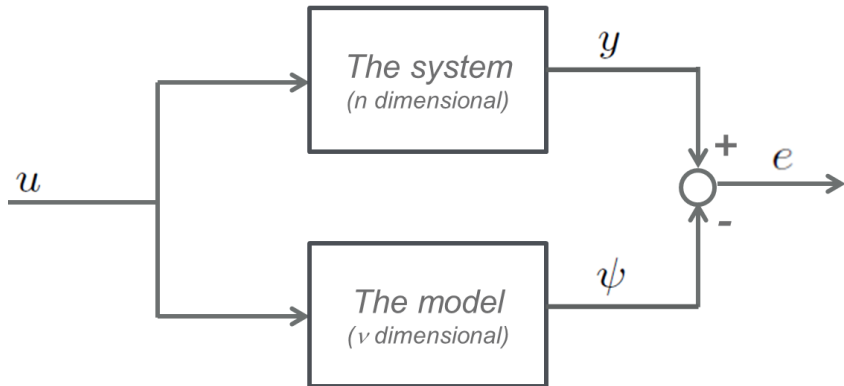 The system
(n dimensional)
y
+
e
u
-
ψ
The model
(ν dimensional)